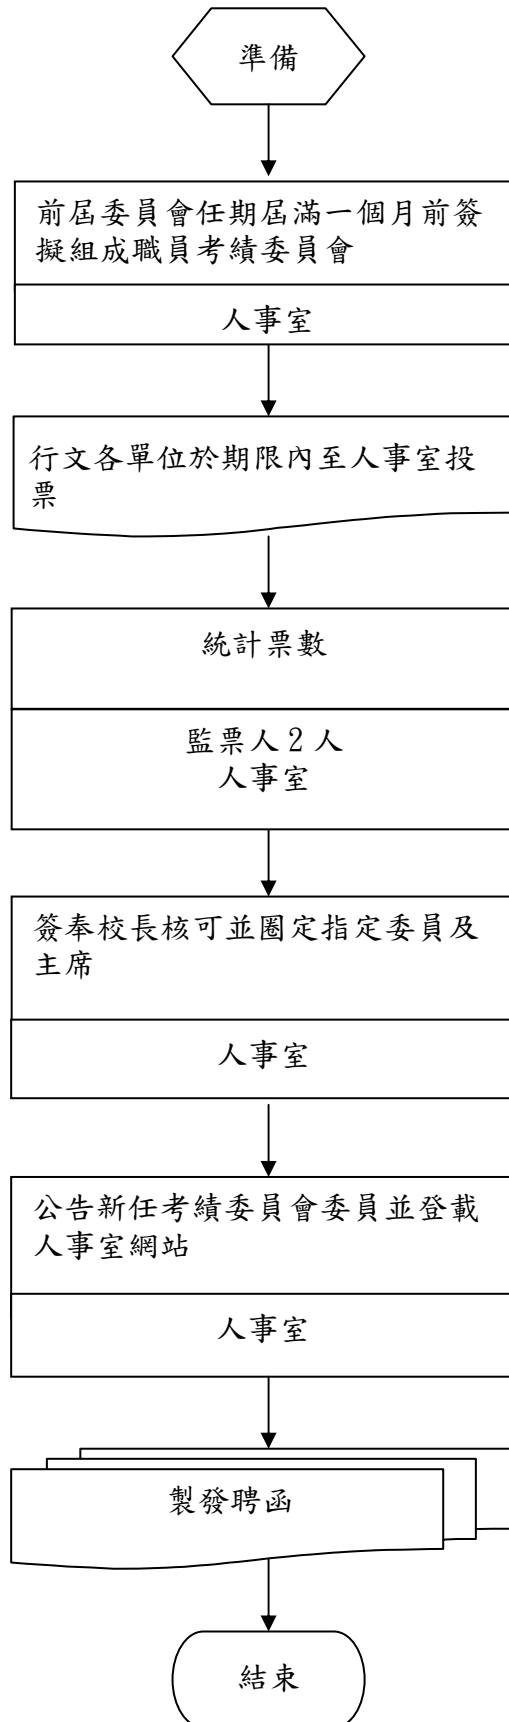 準備
前屆委員會任期屆滿一個月前簽
擬組成職員考績委員會
人事室
行文各單位於期限內至人事室投
票
統計票數
監票人2人
人事室
簽奉校長核可並圈定指定委員及
主席
人事室
公告新任考績委員會委員並登載
人事室網站
人事室
製發聘函
結束